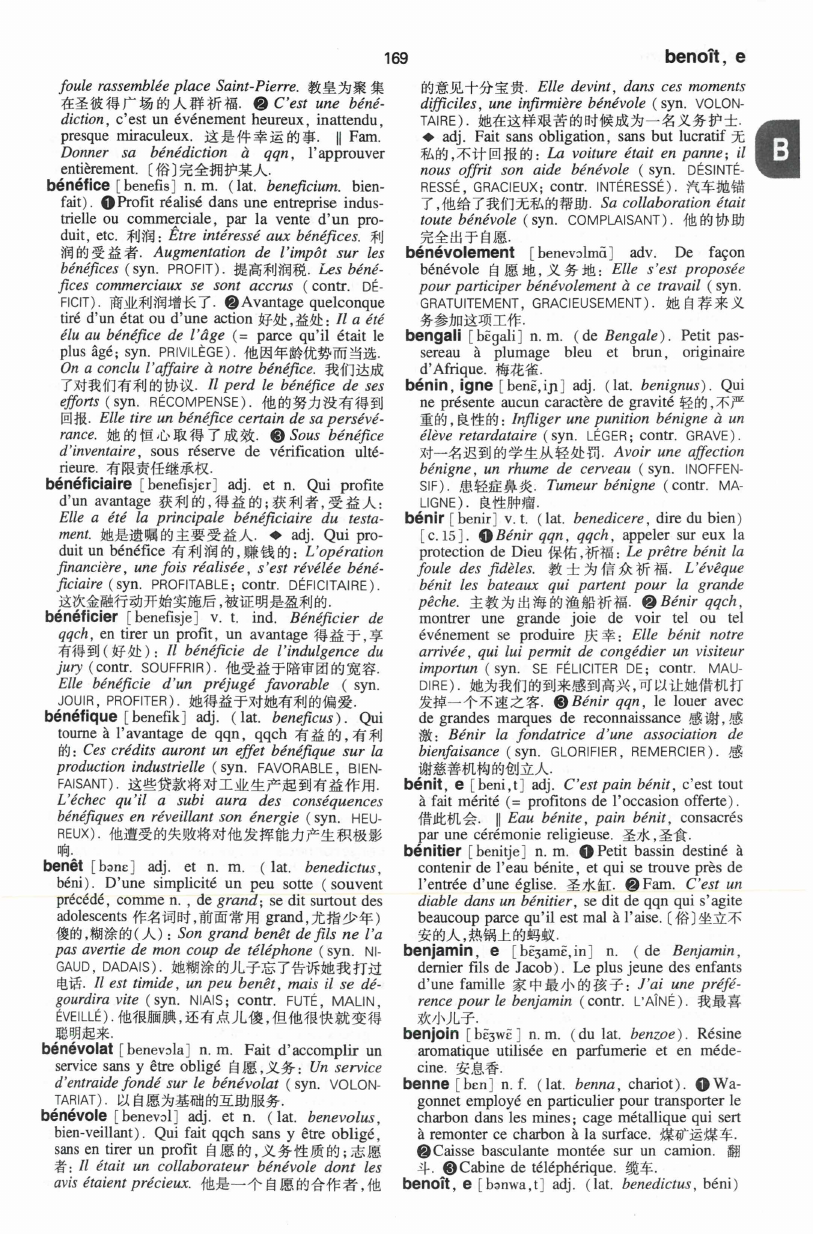 169
benoît, e
foule rassemblée place Saint-Pierre. 教皇为聚集
在圣彼得广场的人群祈福. ❷ C'est une béné-
diction, c'est un événement heureux, inattendu,
presque miraculeux. 这是件幸运的事. ‖ Fam.
Donner sa bénédiction à qqn, l'approuver
entièrement. 〔俗〕完全拥护某人.
bénéfice [benefis] n. m. (lat. beneficium. bien-
fait). ❶Profit réalisé dans une entreprise indus-
trielle ou commerciale, par la vente d'un pro-
duit, etc. 利润: Être intéressé aux bénéfices. 利
润的受益者. Augmentation de l'impôt sur les
bénéfices (syn. PROFIT). 提高利润税. Les béné-
fices commerciaux se sont accrus (contr. DÉ-
FICIT). 商业利润增长了. ❷Avantage quelconque
tiré d'un état ou d'une action 好处,益处: Il a été
élu au bénéfice de l'âge (= parce qu'il était le
plus âgé; syn. PRIVILÈGE). 他因年龄优势而当选.
On a conclu l'affaire à notre bénéfice. 我们达成
了对我们有利的协议. Il perd le bénéfice de ses
efforts (syn. RÉCOMPENSE). 他的努力没有得到
回报. Elle tire un bénéfice certain de sa persévé-
rance. 她的恒心取得了成效. ❸ Sous bénéfice
d'inventaire, sous réserve de vérification ulté-
rieure. 有限责任继承权.
bénéficiaire [benefisjɛr] adj. et n. Qui profite
d'un avantage 获利的,得益的;获利者,受益人:
Elle a été la principale bénéficiaire du testa-
ment. 她是遗嘱的主要受益人. ◆ adj. Qui pro-
duit un bénéfice 有利润的,赚钱的: L'opération
financière, une fois réalisée, s'est révélée béné-
ficiaire (syn. PROFITABLE; contr. DÉFICITAIRE).
这次金融行动开始实施后,被证明是盈利的.
bénéficier [benefisje] v. t. ind. Bénéficier de
qqch, en tirer un profit, un avantage 得益于,享
有得到(好处): Il bénéficie de l'indulgence du
jury (contr. SOUFFRIR). 他受益于陪审团的宽容.
Elle bénéficie d'un préjugé favorable ( syn.
JOUIR, PROFITER). 她得益于对她有利的偏爱.
bénéfique [benefik] adj. (lat. beneficus). Qui
tourne à l'avantage de qqn, qqch 有益的,有利
的: Ces crédits auront un effet bénéfique sur la
production industrielle (syn. FAVORABLE, BIEN-
FAISANT). 这些贷款将对工业生产起到有益作用.
L'échec qu'il a subi aura des conséquences
bénéfiques en réveillant son énergie (syn. HEU-
REUX). 他遭受的失败将对他发挥能力产生积极影
响.
benêt [bənɛ] adj. et n. m. ( lat. benedictus,
béni). D'une simplicité un peu sotte (souvent
précédé, comme n. , de grand; se dit surtout des
adolescents 作名词时,前面常用 grand,尤指少年)
傻的,糊涂的(人): Son grand benêt de fils ne l'a
pas avertie de mon coup de téléphone (syn. NI-
GAUD, DADAIS). 她糊涂的儿子忘了告诉她我打过
电话. Il est timide, un peu benêt, mais il se dé-
gourdira vite (syn. NIAIS; contr. FUTÉ, MALIN,
ÉVEILLÉ). 他很腼腆,还有点儿傻,但他很快就变得
聪明起来.
bénévolat [benevɔla] n. m. Fait d'accomplir un
service sans y être obligé 自愿,义务: Un service
d'entraide fondé sur le bénévolat (syn. VOLON-
TARIAT). 以自愿为基础的互助服务.
bénévole [benevɔl] adj. et n. (lat. benevolus,
bien-veillant). Qui fait qqch sans y être obligé,
sans en tirer un profit 自愿的,义务性质的;志愿
者: Il était un collaborateur bénévole dont les
avis étaient précieux. 他是一个自愿的合作者,他
的意见十分宝贵. Elle devint, dans ces moments
difficiles, une infirmière bénévole (syn. VOLON-
TAIRE). 她在这样艰苦的时候成为一名义务护士.
◆ adj. Fait sans obligation, sans but lucratif 无
私的,不计回报的: La voiture était en panne; il
nous offrit son aide bénévole ( syn. DÉSINTÉ-
RESSÉ, GRACIEUX; contr. INTÉRESSÉ). 汽车抛锚
了,他给了我们无私的帮助. Sa collaboration était
toute bénévole (syn. COMPLAISANT). 他的协助
完全出于自愿.
bénévolement [benevɔlmɑ̃] adv. De façon
bénévole 自愿地,义务地: Elle s'est proposée
pour participer bénévolement à ce travail (syn.
GRATUITEMENT, GRACIEUSEMENT). 她自荐来义
务参加这项工作.
bengali [bɛ̃gali] n. m. (de Bengale). Petit pas-
sereau à plumage bleu et brun, originaire
d'Afrique. 梅花雀.
bénin, igne [benɛ̃,iɲ] adj. (lat. benignus). Qui
ne présente aucun caractère de gravité 轻的,不严
重的,良性的: Infliger une punition bénigne à un
élève retardataire (syn. LÉGER; contr. GRAVE).
对一名迟到的学生从轻处罚. Avoir une affection
bénigne, un rhume de cerveau ( syn. INOFFEN-
SIF). 患轻症鼻炎. Tumeur bénigne (contr. MA-
LIGNE). 良性肿瘤.
bénir [benir] v. t. (lat. benedicere, dire du bien)
[c. 15]. ❶Bénir qqn, qqch, appeler sur eux la
protection de Dieu 保佑,祈福: Le prêtre bénit la
foule des fidèles. 教士为信众祈福. L'évêque
bénit les bateaux qui partent pour la grande
pêche. 主教为出海的渔船祈福. ❷Bénir qqch,
montrer une grande joie de voir tel ou tel
événement se produire 庆幸: Elle bénit notre
arrivée, qui lui permit de congédier un visiteur
importun ( syn. SE FÉLICITER DE; contr. MAU-
DIRE). 她为我们的到来感到高兴,可以让她借机打
发掉一个不速之客. ❸Bénir qqn, le louer avec
de grandes marques de reconnaissance 感谢,感
激: Bénir la fondatrice d'une association de
bienfaisance (syn. GLORIFIER, REMERCIER). 感
谢慈善机构的创立人.
bénit, e [beni,t] adj. C'est pain bénit, c'est tout
à fait mérité (= profitons de l'occasion offerte).
借此机会. ‖ Eau bénite, pain bénit, consacrés
par une cérémonie religieuse. 圣水,圣食.
bénitier [benitje] n. m. ❶Petit bassin destiné à
contenir de l'eau bénite, et qui se trouve près de
l'entrée d'une église. 圣水缸. ❷Fam. C'est un
diable dans un bénitier, se dit de qqn qui s'agite
beaucoup parce qu'il est mal à l'aise.〔俗〕坐立不
安的人,热锅上的蚂蚁.
benjamin, e [bɛ̃ʒamɛ̃,in] n. ( de Benjamin,
dernier fils de Jacob). Le plus jeune des enfants
d'une famille 家中最小的孩子: J'ai une préfé-
rence pour le benjamin (contr. L'AÎNÉ). 我最喜
欢小儿子.
benjoin [bɛ̃ʒwɛ̃] n. m. (du lat. benzoe). Résine
aromatique utilisée en parfumerie et en méde-
cine. 安息香.
benne [bɛn] n. f. (lat. benna, chariot). ❶Wa-
gonnet employé en particulier pour transporter le
charbon dans les mines; cage métallique qui sert
à remonter ce charbon à la surface. 煤矿运煤车.
❷Caisse basculante montée sur un camion. 翻
斗. ❸Cabine de téléphérique. 缆车.
benoît, e [bənwa,t] adj. (lat. benedictus, béni)
B